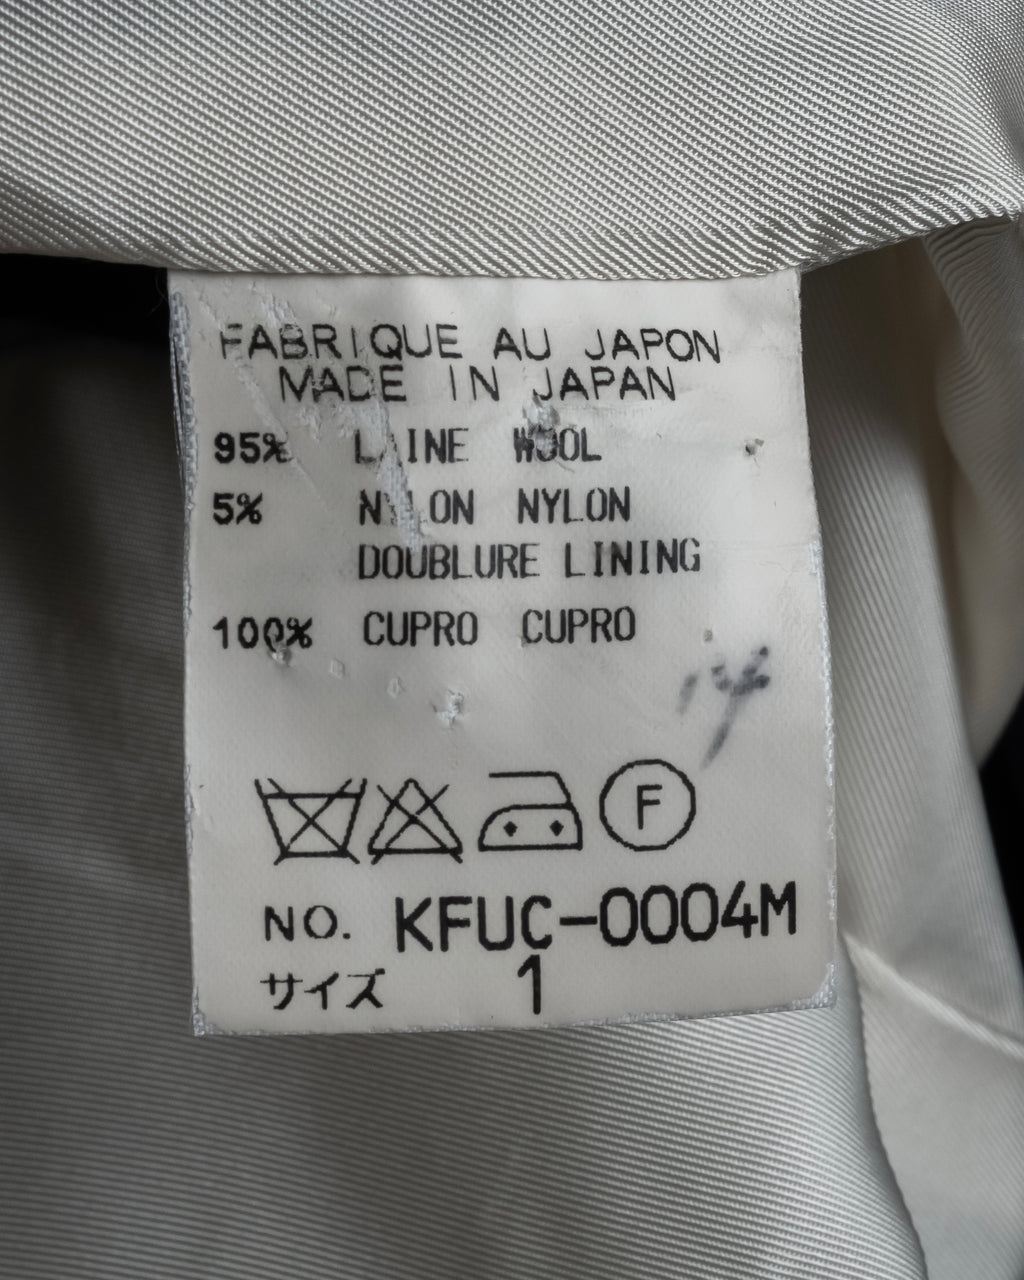 FABRIQUE AU JAPON
MADE IN JAPAN
95% LAINE WOOL
5% NYLON NYLON
DOUBLURE LINING
100% CUPRO CUPRO
F
NO. KFUC-0004M
サイズ 1